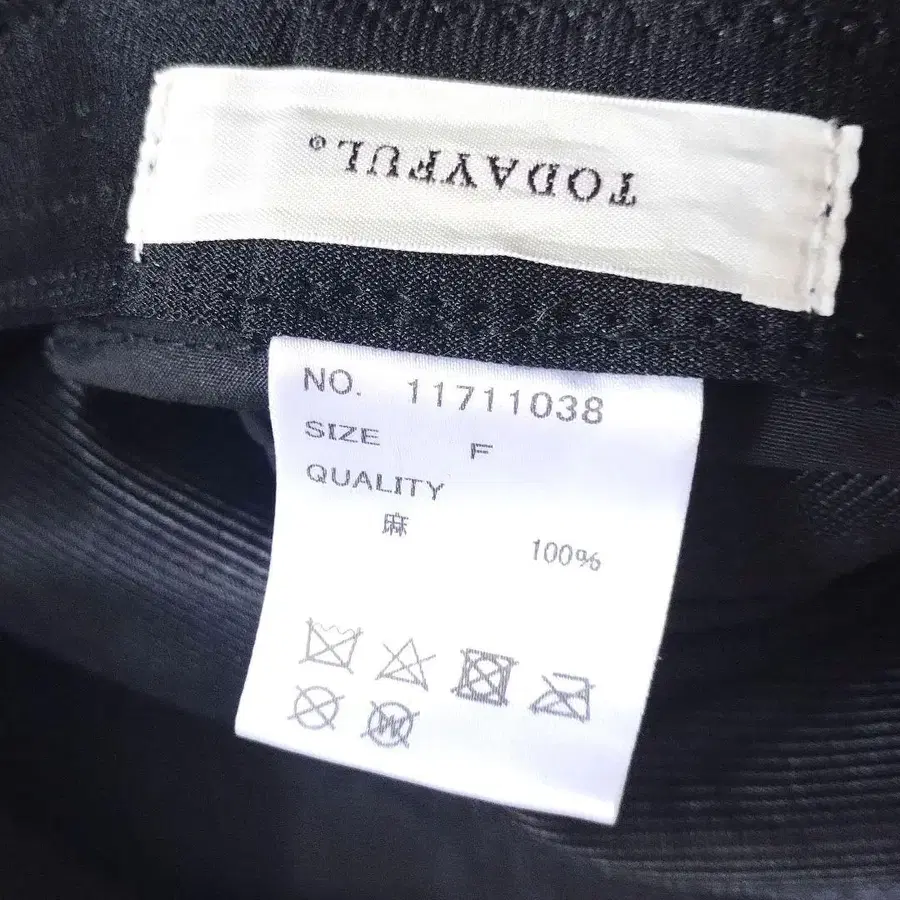 TODAYFUL®
NO. 11711038
SIZE F
QUALITY
麻 100%
W